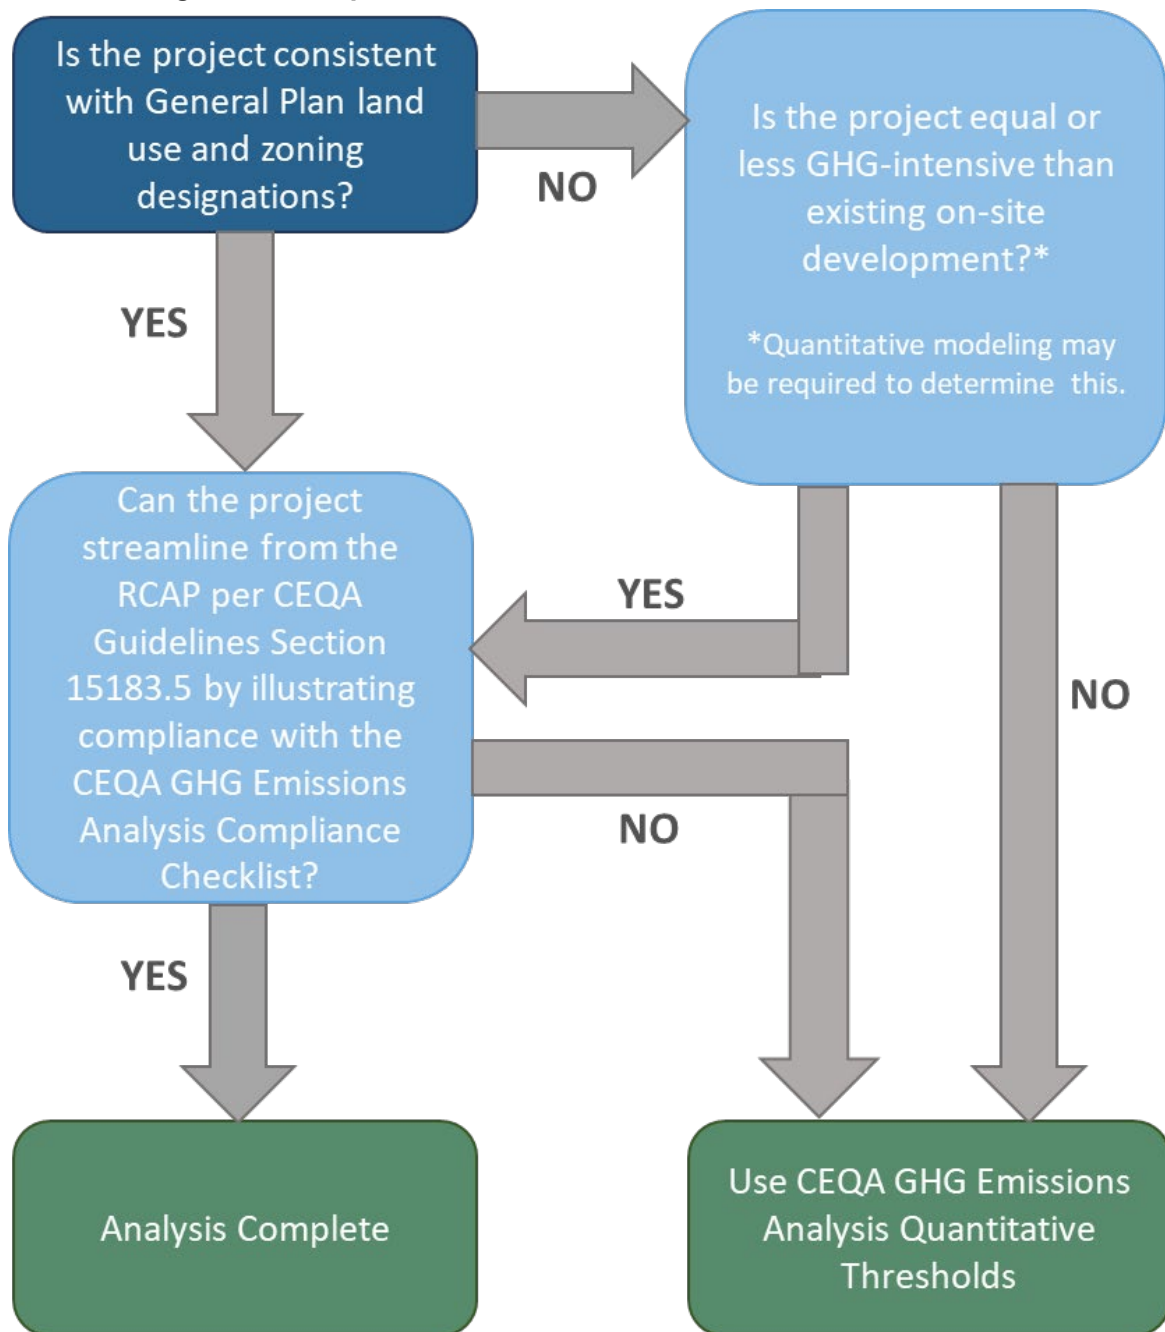 Is the project consistent
with General Plan land
use and zoning
designations?
NO
Is the project equal or
less GHG-intensive than
existing on-site
development?*
*Quantitative modeling may
be required to determine this.
YES
Can the project
streamline from the
RCAP per CEQA
Guidelines Section
15183.5 by illustrating
compliance with the
CEQA GHG Emissions
Analysis Compliance
Checklist?
YES
NO
NO
YES
Analysis Complete
Use CEQA GHG Emissions
Analysis Quantitative
Thresholds